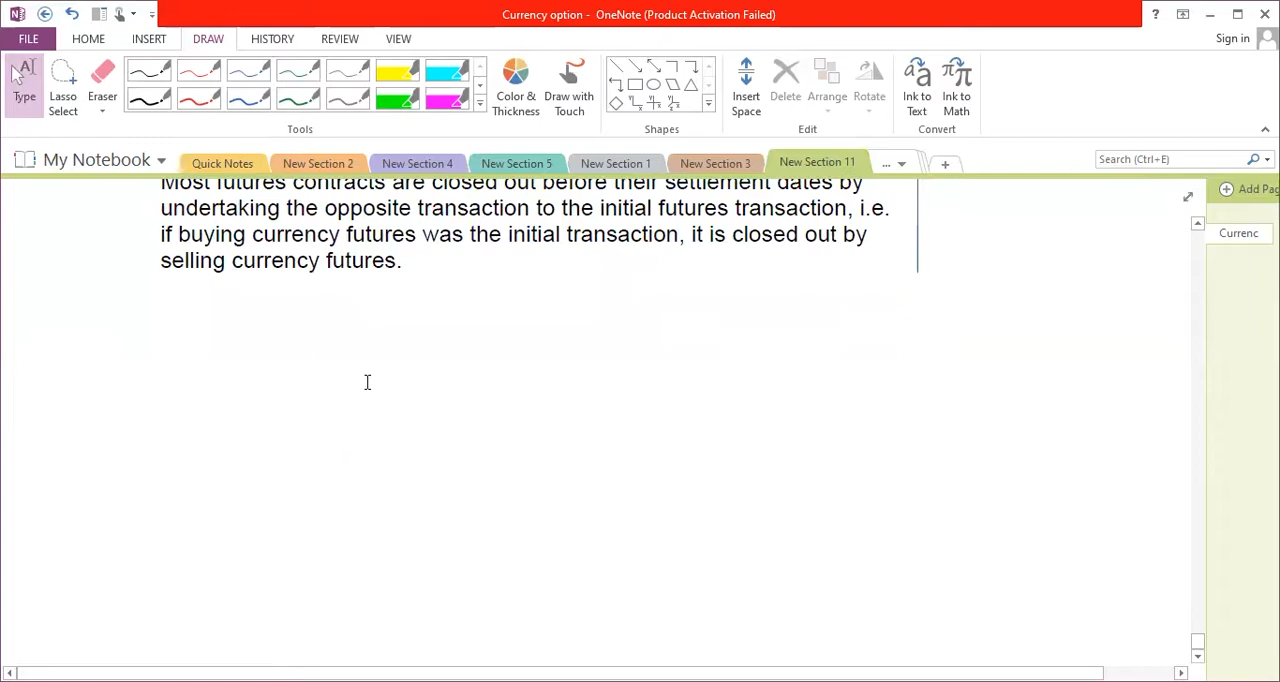 Currency option - OneNote (Product Activation Failed)
?
FILE HOME INSERT DRAW HISTORY REVIEW VIEW
Sign in
Type
Lasso Select
Eraser
Color & Thickness
Draw with Touch
Insert Space
Delete
Arrange
Rotate
Ink to Text
Ink to Math
Tools
Shapes
Edit
Convert
My Notebook
Quick Notes
New Section 2
New Section 4
New Section 5
New Section 1
New Section 3
New Section 11
...
Search (Ctrl+E)
Add Pag
Currenc
Most futures contracts are closed out before their settlement dates by
undertaking the opposite transaction to the initial futures transaction, i.e.
if buying currency futures was the initial transaction, it is closed out by
selling currency futures.